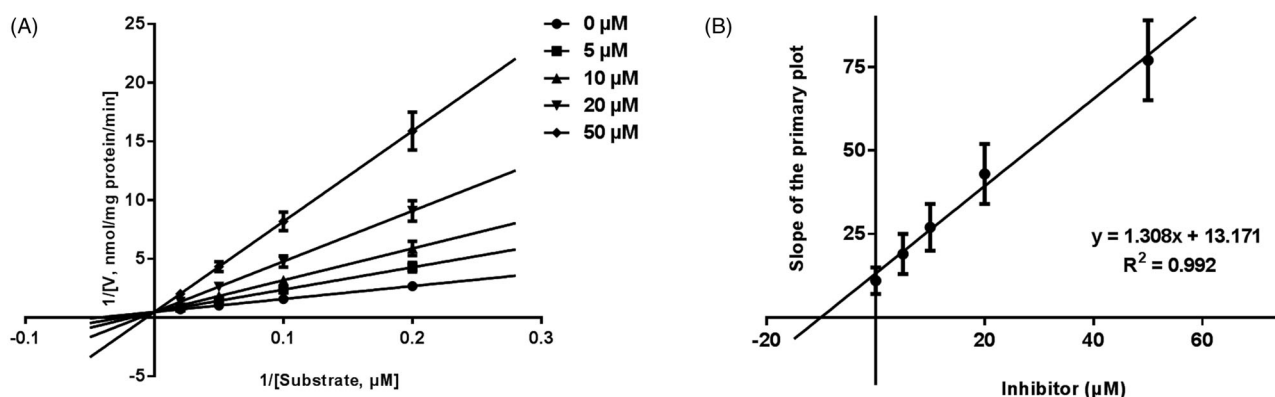 (A)
1/[V, nmol/mg protein/min]
25
20
15
10
5
-5
-0.1
0.1
0.2
0.3
1/[Substrate, µM]
0 µM
5 µM
10 µM
20 µM
50 µM
(B)
Slope of the primary plot
75
50
25
-20
20
40
60
Inhibitor (µM)
y = 1.308x + 13.171
R² = 0.992